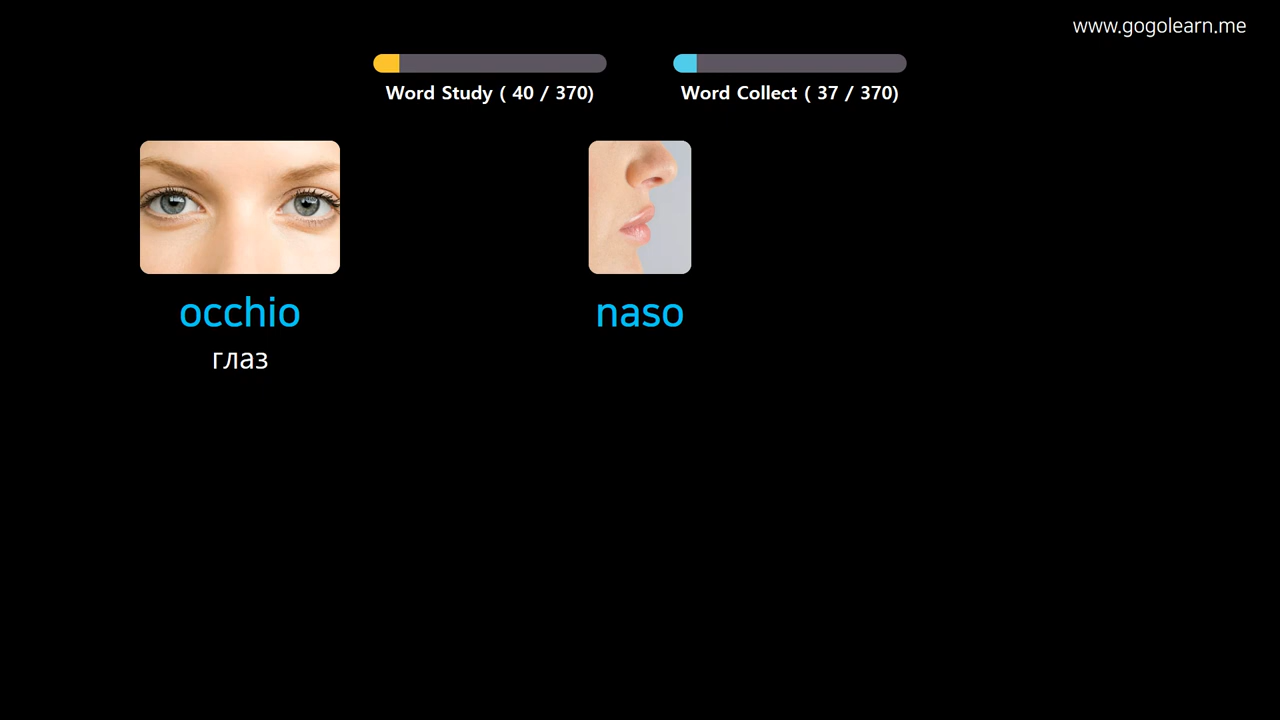 www.gogolearn.me
Word Study ( 40 / 370)
Word Collect ( 37 / 370)
occhio
глаз
naso